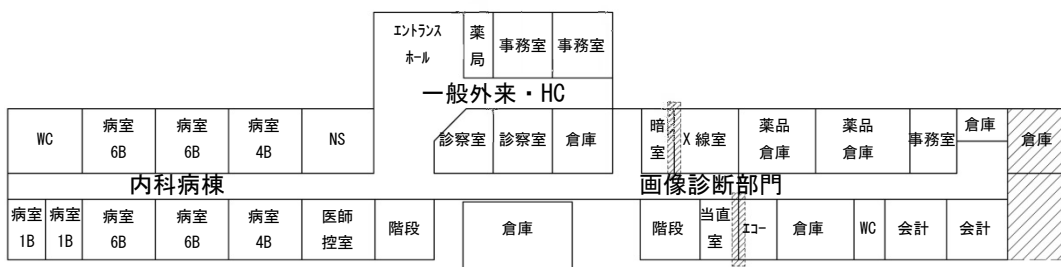 エントランス
ホール
薬
局
事務室
事務室
一般外来・HC
WC
病室
6B
病室
6B
病室
4B
NS
診察室
診察室
倉庫
暗
室
X線室
薬品
倉庫
薬品
倉庫
事務室
倉庫
倉庫
内科病棟
画像診断部門
病室
1B
病室
1B
病室
6B
病室
6B
病室
4B
医師
控室
階段
倉庫
階段
当直
室
エコー
倉庫
WC
会計
会計